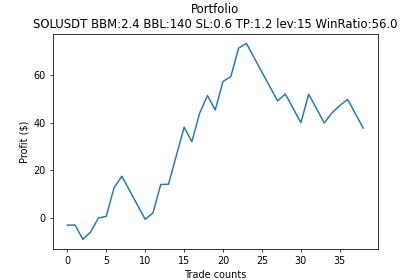 Portfolio
SOLUSDT BBM:2.4 BBL:140 SL:0.6 TP:1.2 lev:15 WinRatio:56.0
Profit ($)
60
40
20
0
0 5 10 15 20 25 30 35
Trade counts